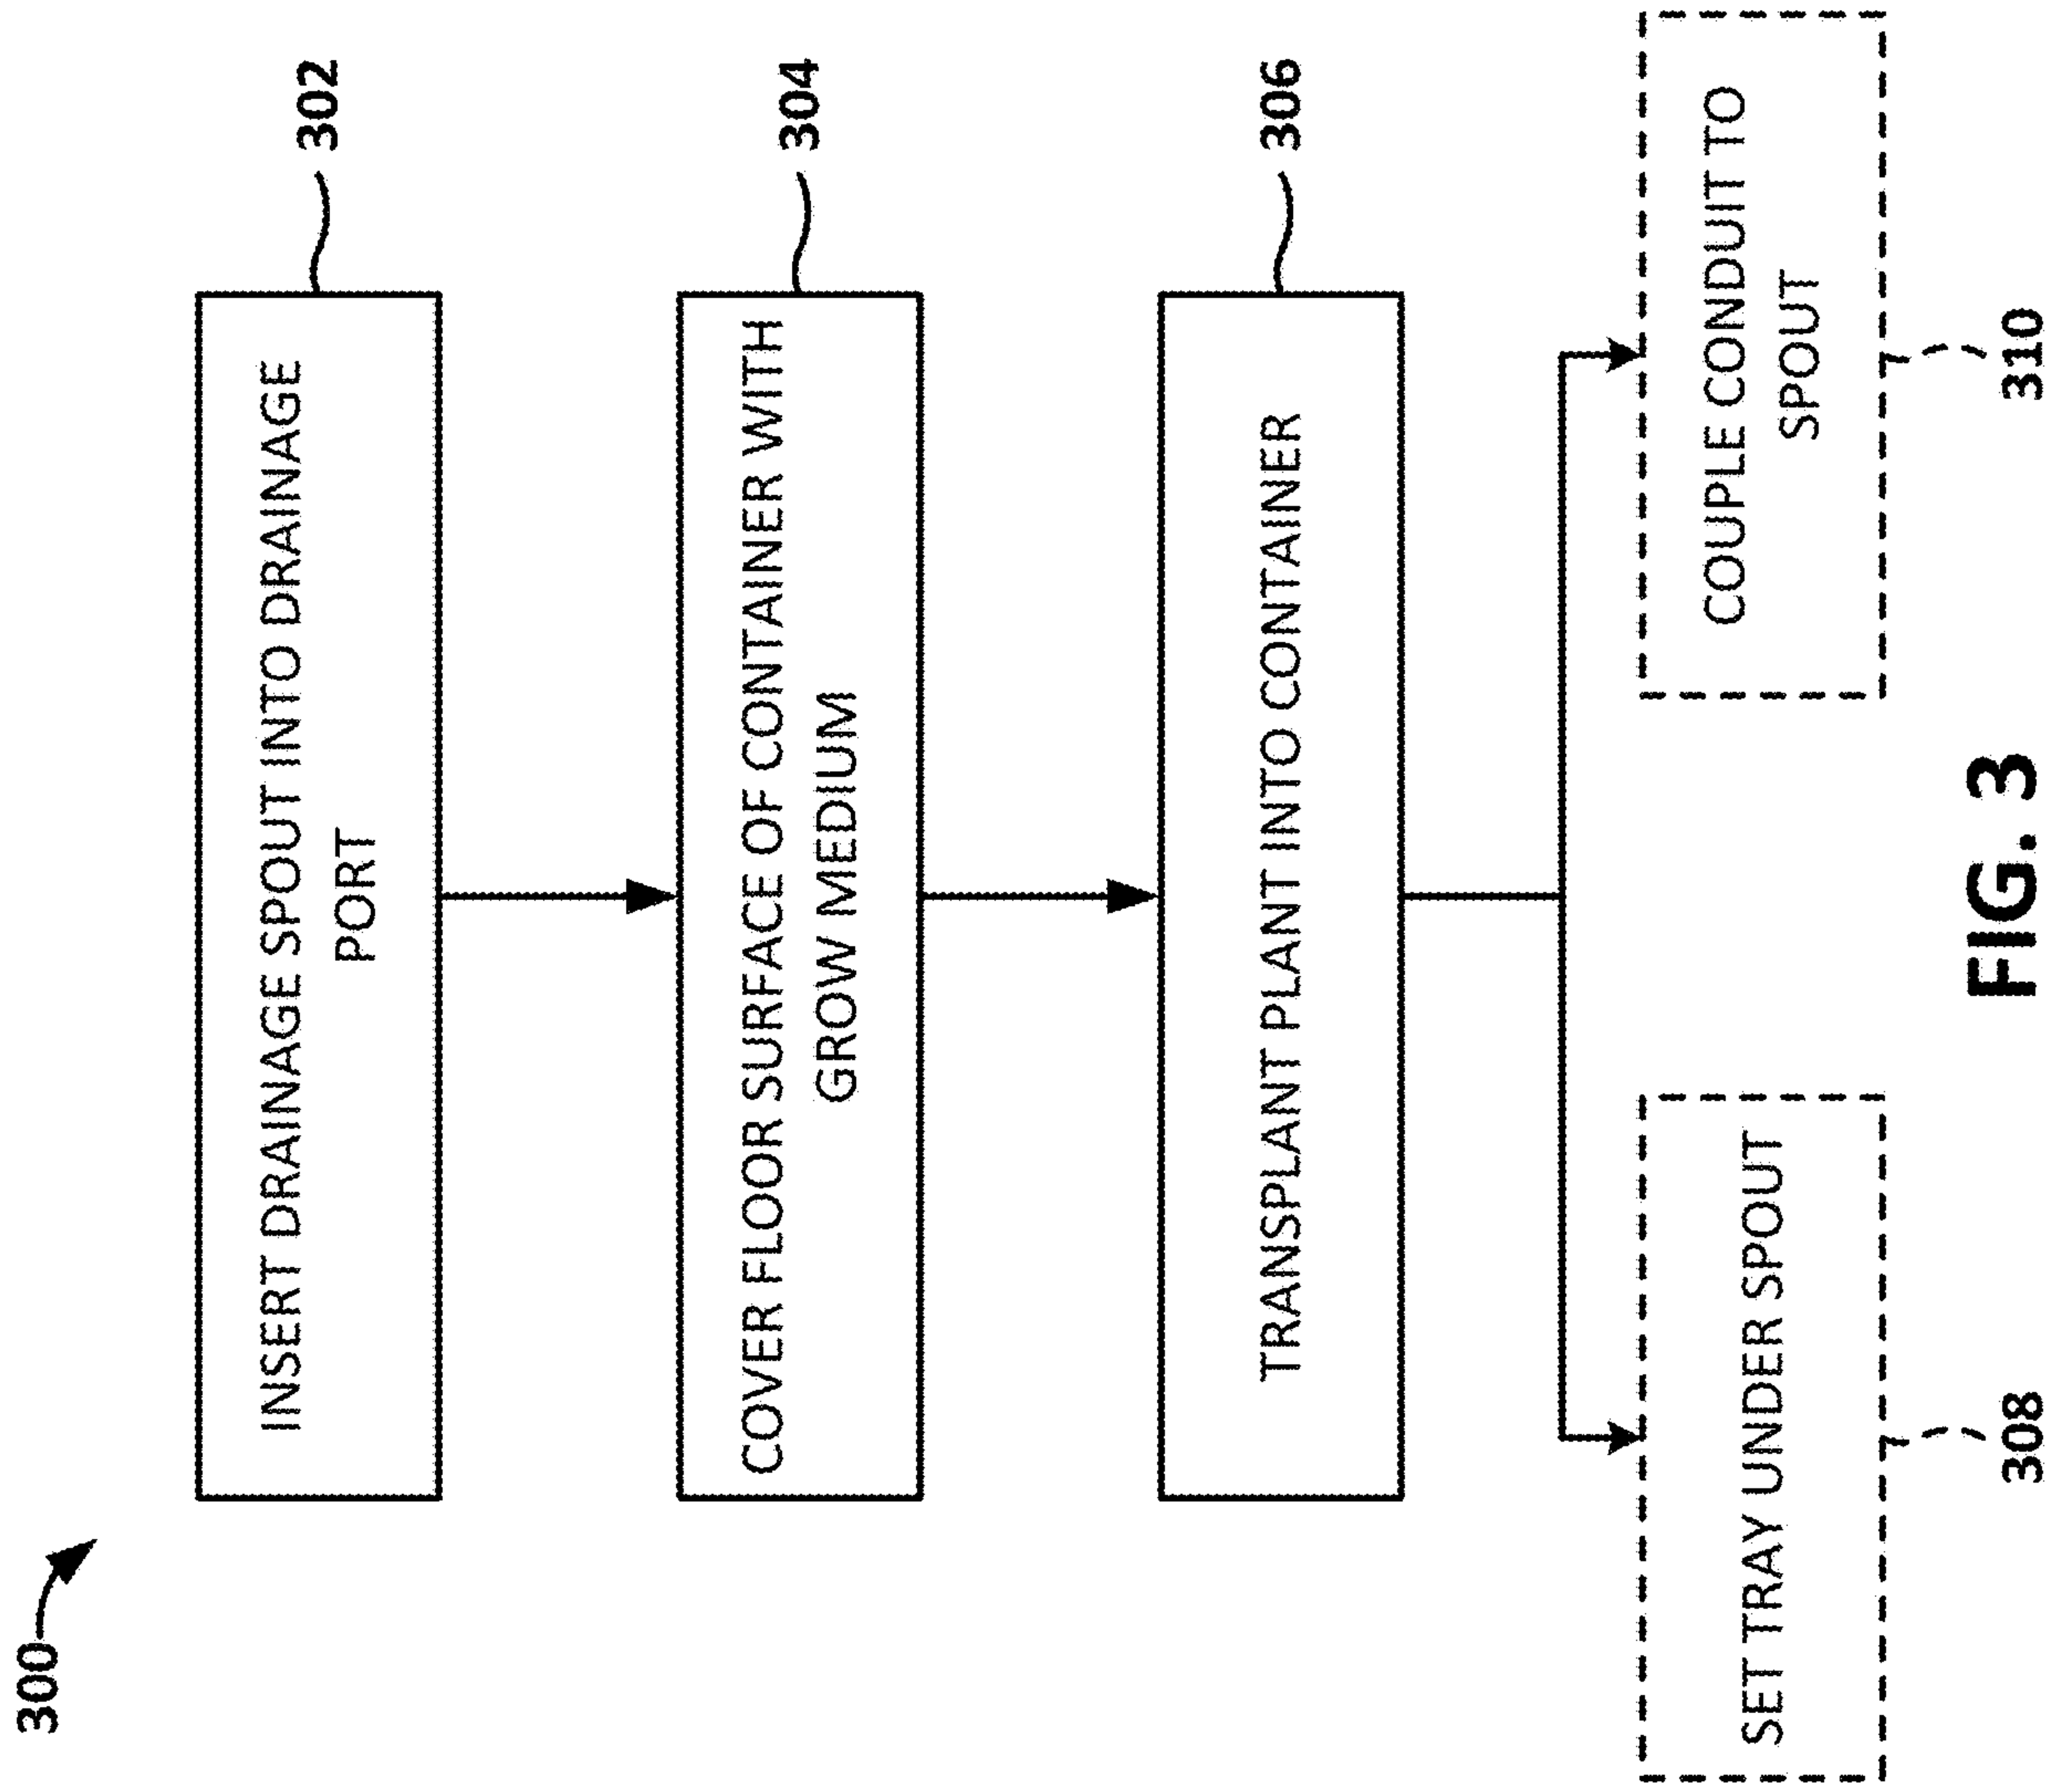 300
INSERT DRAINAGE SPOUT INTO DRAINAGE
PORT
302
COVER FLOOR SURFACE OF CONTAINER WITH
GROW MEDIUM
304
TRANSPLANT PLANT INTO CONTAINER
306
SET TRAY UNDER SPOUT
308
COUPLE CONDUIT TO
SPOUT
310
FIG. 3